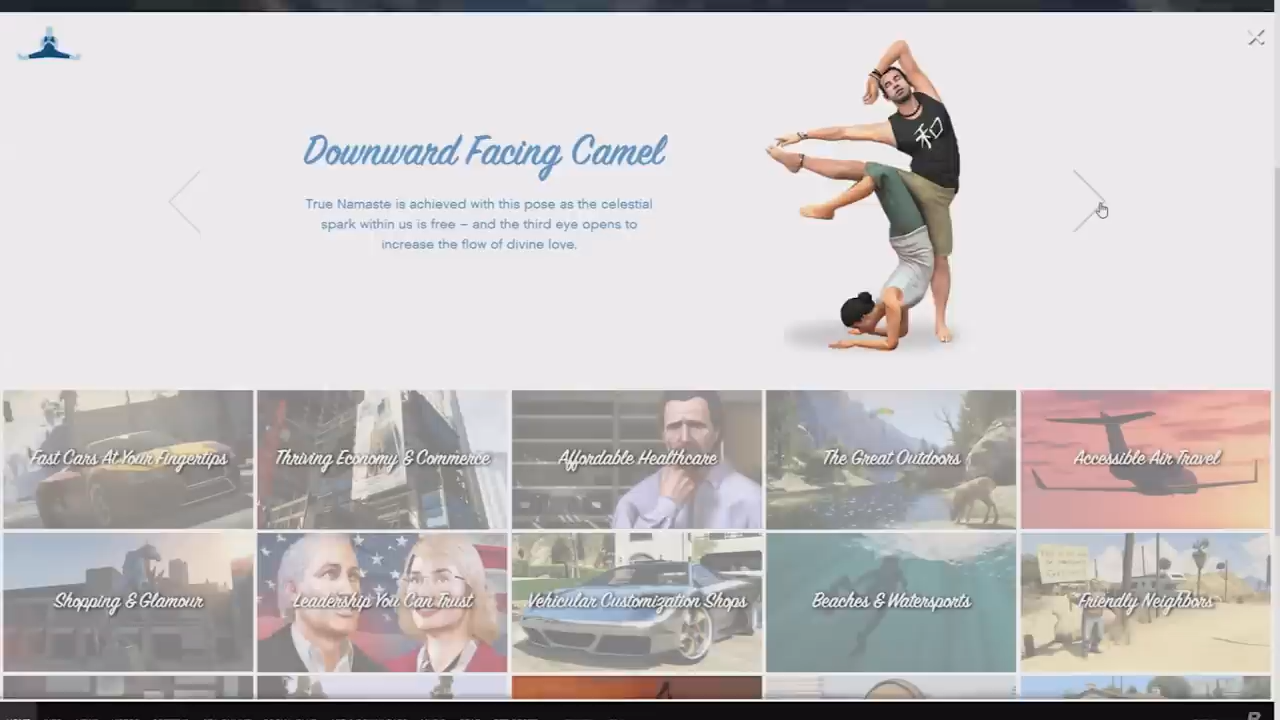 Downward Facing Camel
和
True Namaste is achieved with this pose as the celestial
spark within us is free – and the third eye opens to
increase the flow of divine love.
Fast Cars At Your Fingertips
Thriving Economy & Commerce
Affordable Healthcare
The Great Outdoors
Accessible Air Travel
Shopping & Glamour
Leadership You Can Trust
Vehicular Customization Shops
Beaches & Watersports
Friendly Neighbors